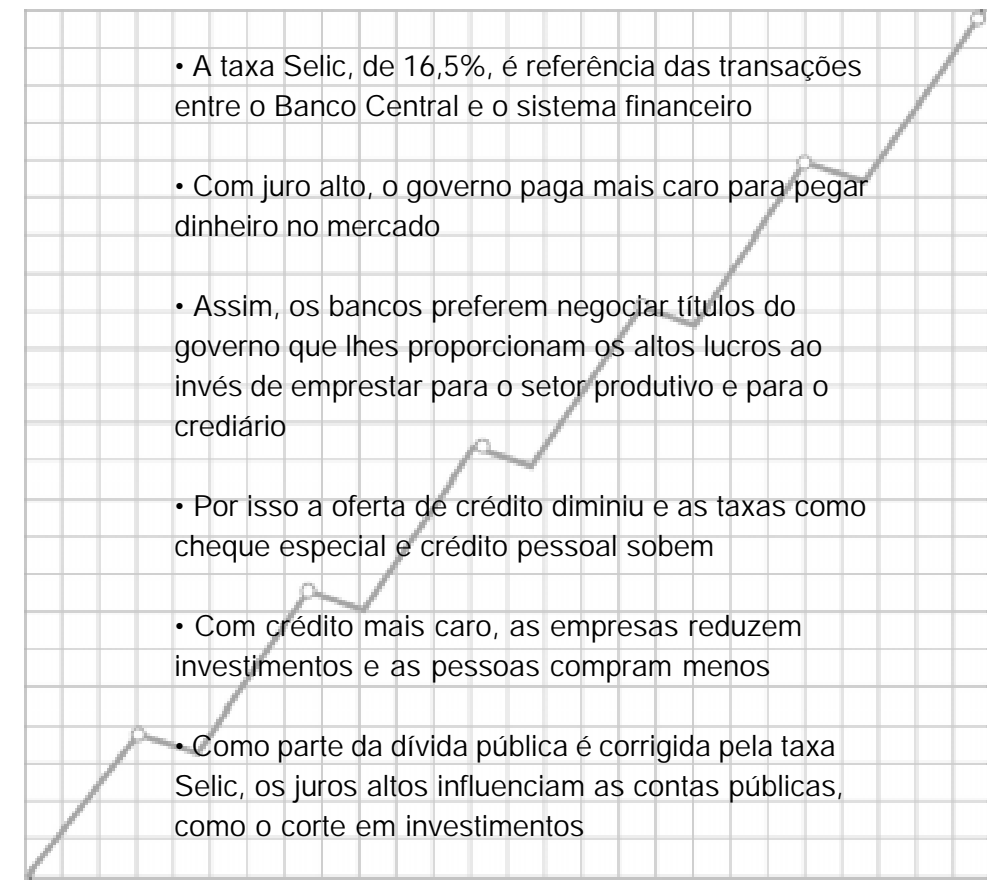 • A taxa Selic, de 16,5%, é referência das transações
entre o Banco Central e o sistema financeiro
• Com juro alto, o governo paga mais caro para pegar
dinheiro no mercado
• Assim, os bancos preferem negociar títulos do
governo que lhes proporcionam os altos lucros ao
invés de emprestar para o setor produtivo e para o
crediário
• Por isso a oferta de crédito diminiu e as taxas como
cheque especial e crédito pessoal sobem
• Com crédito mais caro, as empresas reduzem
investimentos e as pessoas compram menos
• Como parte da dívida pública é corrigida pela taxa
Selic, os juros altos influenciam as contas públicas,
como o corte em investimentos